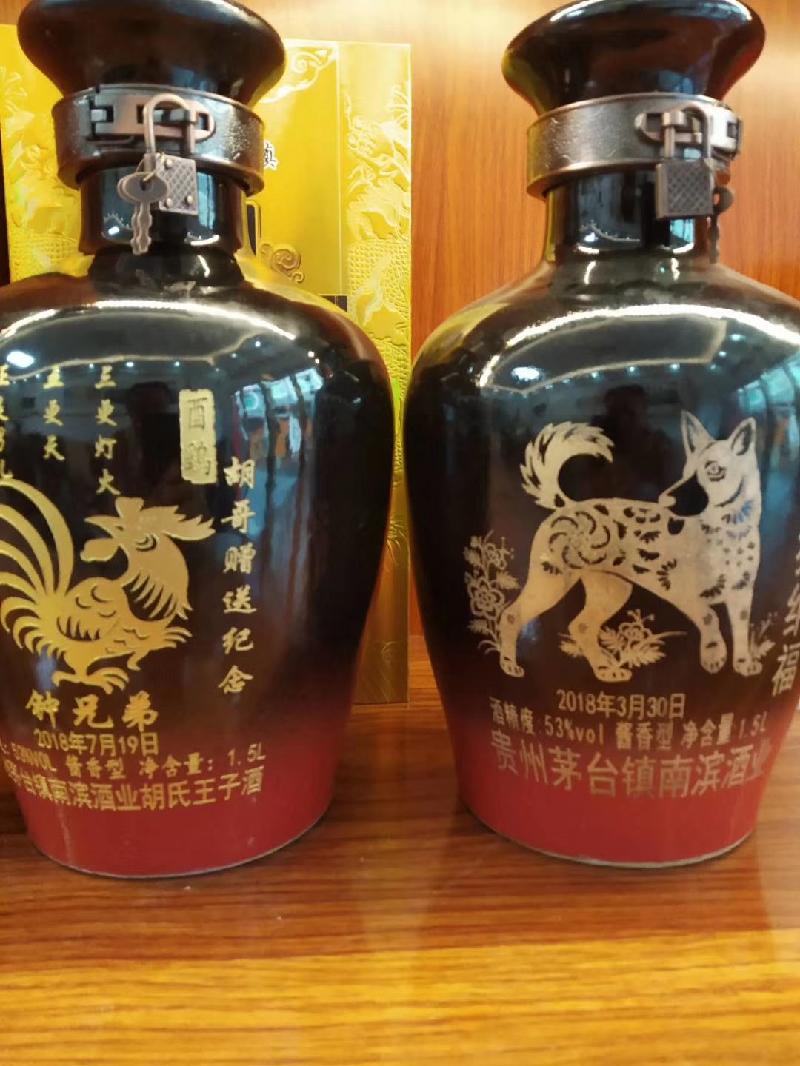 三更灯火
五更天
酉鸡
胡哥赠送纪念
钟兄弟
2018年7月19日
53%VOL 酱香型 净含量：1.5L
台镇南滨酒业胡氏王子酒
福
2018年3月30日
酒精度:53%vol 酱香型 净含量 1.5L
贵州茅台镇南滨酒业
镇